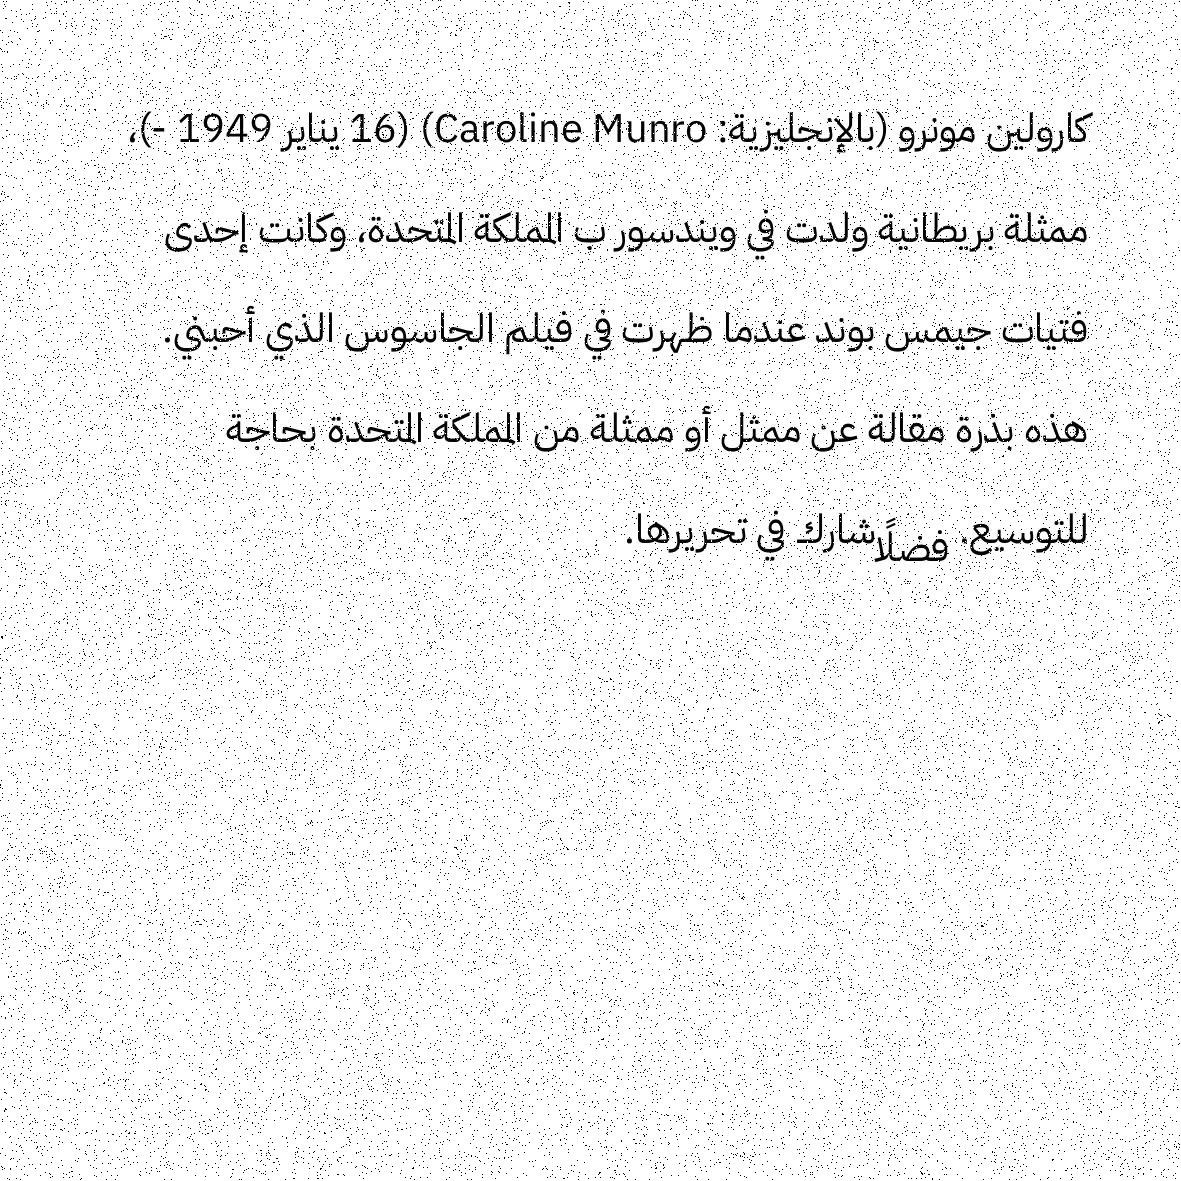 كارولين مونرو (بالإنجليزية: Caroline Munro) (16 يناير 1949 -)،
ممثلة بريطانية ولدت في ويندسور ب المملكة المتحدة، وكانت إحدى
فتيات جيمس بوند عندما ظهرت في فيلم الجاسوس الذي أحبني.
هذه بذرة مقالة عن ممثل أو ممثلة من المملكة المتحدة بحاجة
للتوسيع. فضلًا شارك في تحريرها.